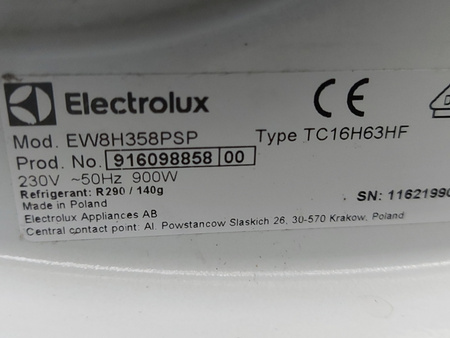 Electrolux
CE
Mod. EW8H358PSP
Type TC16H63HF
Prod. No. 916098858 00
230V ~50Hz 900W
Refrigerant: R290 / 140g
SN: 1162199
Made in Poland
Electrolux Appliances AB
Central contact point: Al. Powstancow Slaskich 26, 30-570 Krakow, Poland